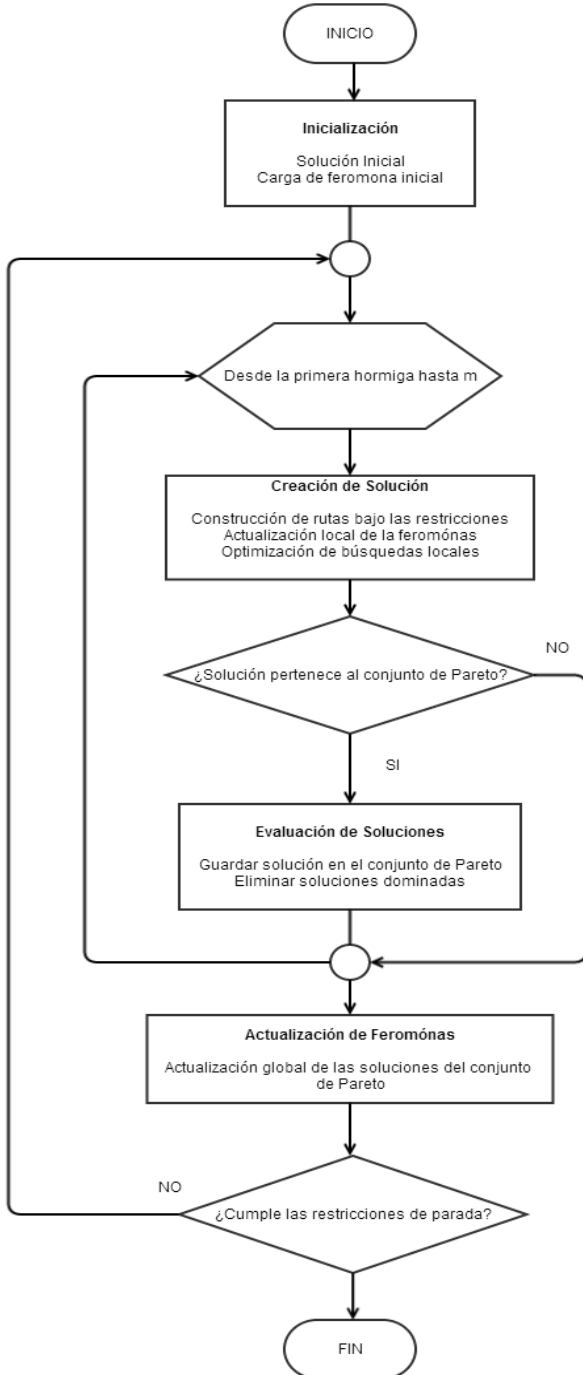 INICIO
Inicialización
Solución Inicial
Carga de feromona inicial
Desde la primera hormiga hasta m
Creación de Solución
Construcción de rutas bajo las restricciones
Actualización local de la feromónas
Optimización de búsquedas locales
NO
¿Solución pertenece al conjunto de Pareto?
SI
Evaluación de Soluciones
Guardar solución en el conjunto de Pareto
Eliminar soluciones dominadas
Actualización de Feromónas
Actualización global de las soluciones del conjunto
de Pareto
NO
¿Cumple las restricciones de parada?
FIN